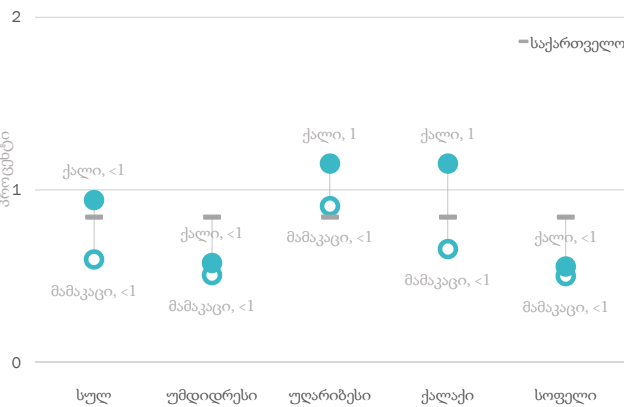 2
საქართველო
პროცენტი
ქალი, 1
ქალი, 1
ქალი, <1
1
ქალი, <1
მამაკაცი, <1
ქალი, <1
მამაკაცი, <1
მამაკაცი, <1
მამაკაცი, <1
მამაკაცი, <1
0
სულ
უმდიდრესი
უღარიბესი
ქალაქი
სოფელი